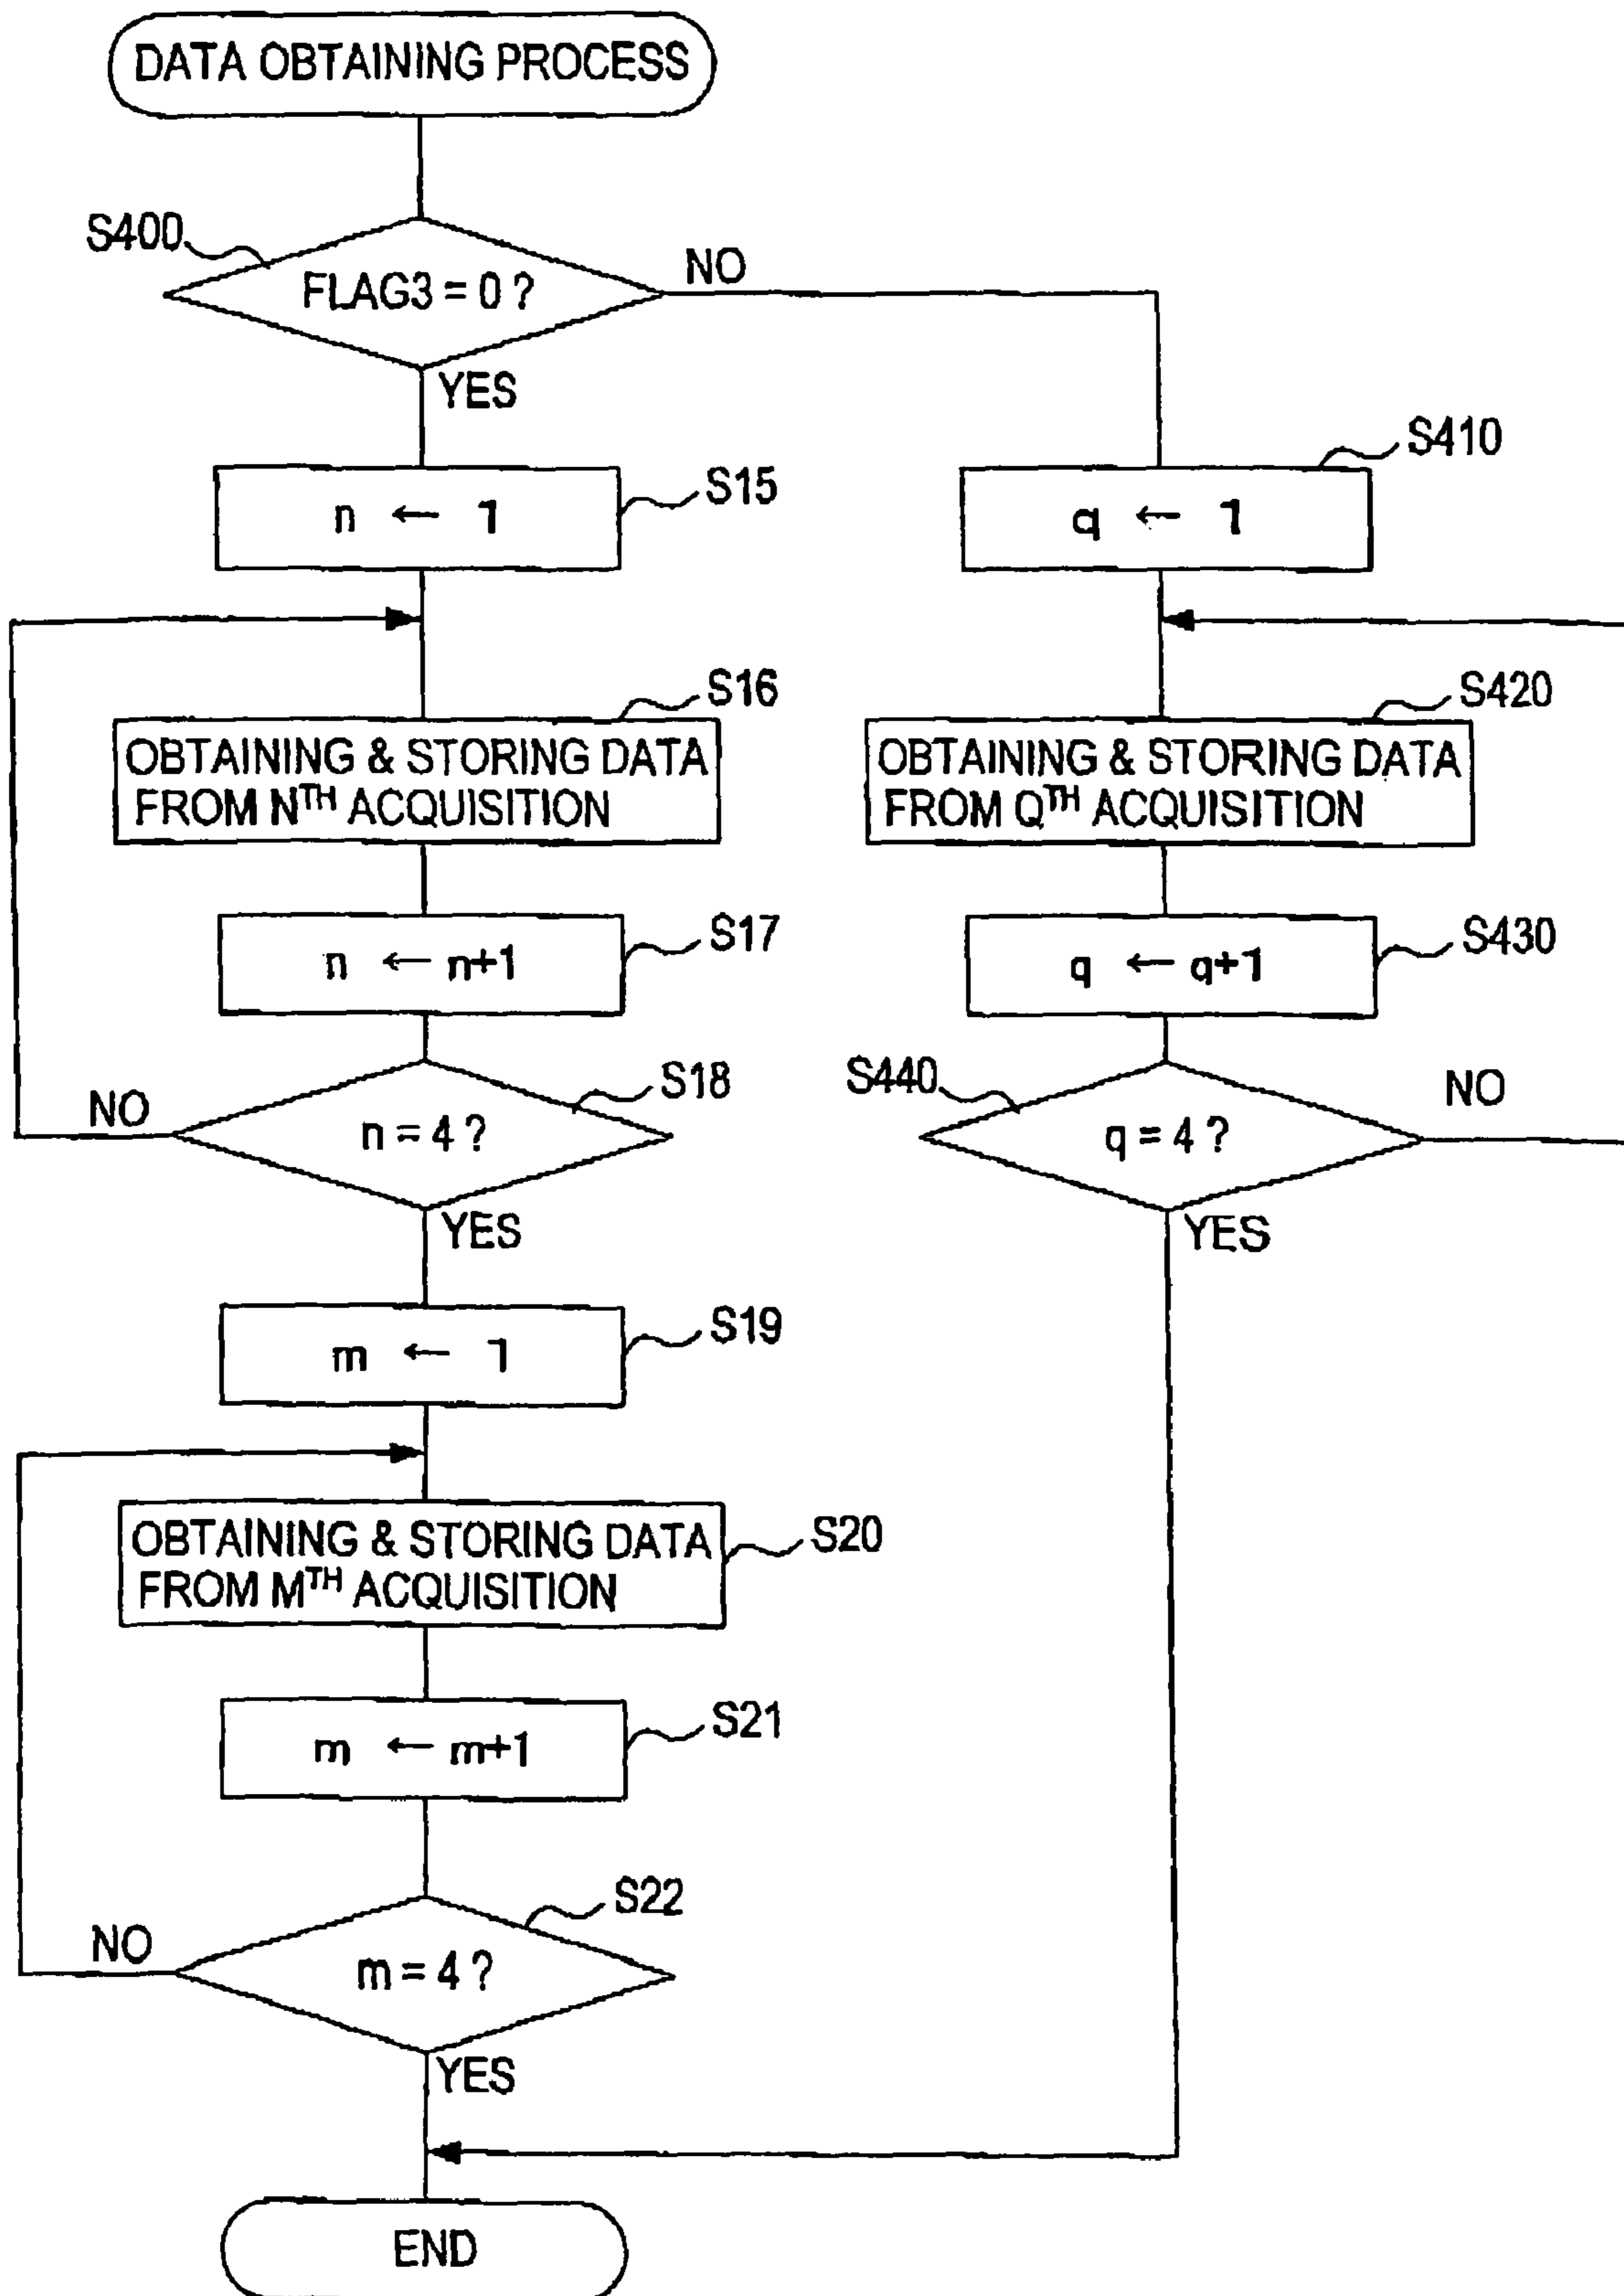 DATA OBTAINING PROCESS
S400
FLAG3 = 0 ?
NO
YES
S15
n ← 1
S410
q ← 1
S16
OBTAINING & STORING DATA
FROM NTH ACQUISITION
S420
OBTAINING & STORING DATA
FROM QTH ACQUISITION
S17
n ← n+1
S430
q ← q+1
S18
NO
n = 4 ?
YES
S440
NO
q = 4 ?
YES
S19
m ← 1
S20
OBTAINING & STORING DATA
FROM MTH ACQUISITION
S21
m ← m+1
S22
NO
m = 4 ?
YES
END